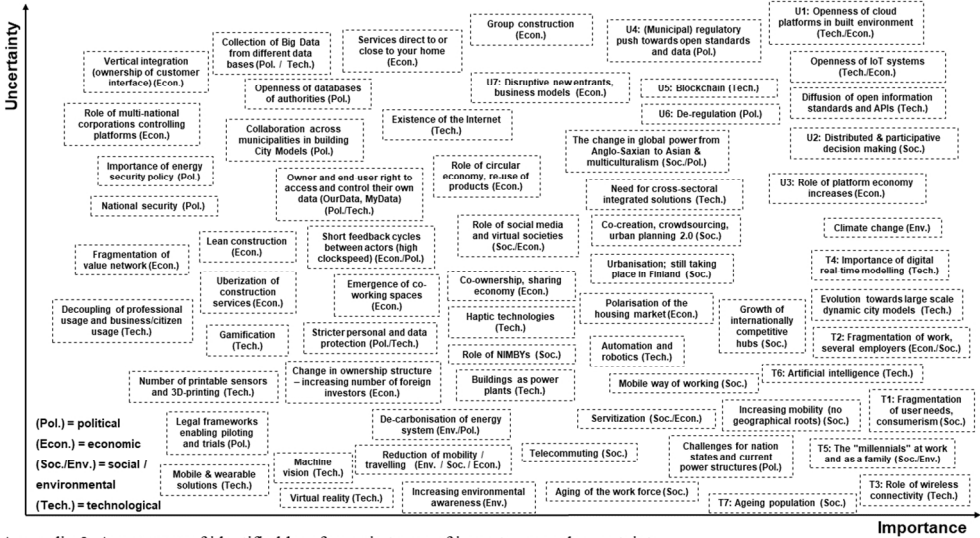 Uncertainty
U1: Openness of cloud
platforms in built environment
(Tech./Econ.)
Group construction
(Econ.)
U4: (Municipal) regulatory
push towards open standards
and data (Pol.)
Services direct to or
close to your home
(Econ.)
Collection of Big Data
from different data
bases (Pol. / Tech.)
Vertical integration
(ownership of customer
interface) (Econ.)
Openness of IoT systems
(Tech./Econ.)
Openness of databases
of authorities (Pol.)
U7: Disruptive new entrants,
business models (Econ.)
U5: Blockchain (Tech.)
Diffusion of open information
standards and APIs (Tech.)
Role of multi-national
corporations controlling
platforms (Econ.)
Existence of the Internet
(Tech.)
U6: De-regulation (Pol.)
Collaboration across
municipalities in building
City Models (Pol.)
The change in global power from
Anglo-Saxian to Asian &
multiculturalism (Soc./Pol.)
U2: Distributed & participative
decision making (Soc.)
Importance of energy
security policy (Pol.)
Owner and end user right to
access and control their own
data (OurData, MyData)
(Pol./Tech.)
Role of circular
economy, re-use of
products (Econ.)
Need for cross-sectoral
integrated solutions (Tech.)
U3: Role of platform economy
increases (Econ.)
National security (Pol.)
Role of social media
and virtual societies
(Soc./Econ.)
Co-creation, crowdsourcing,
urban planning 2.0 (Soc.)
Climate change (Env.)
Lean construction
(Econ.)
Short feedback cycles
between actors (high
clockspeed) (Econ./Pol.)
Fragmentation of
value network (Econ.)
Urbanisation; still taking
place in Finland (Soc.)
T4: Importance of digital
real time modelling (Tech.)
Uberization of
construction
services (Econ.)
Emergence of co-
working spaces
(Econ.)
Co-ownership, sharing
economy (Econ.)
Decoupling of professional
usage and business/citizen
usage (Tech.)
Haptic technologies
(Tech.)
Polarisation of the
housing market (Econ.)
Growth of
internationally
competitive
hubs (Soc.)
Evolution towards large scale
dynamic city models (Tech.)
Gamification
(Tech.)
Stricter personal and data
protection (Pol./Tech.)
Role of NIMBYs (Soc.)
Automation and
robotics (Tech.)
T2: Fragmentation of work,
several employers (Econ./Soc.)
Number of printable sensors
and 3D-printing (Tech.)
Change in ownership structure
– increasing number of foreign
investors (Econ.)
Buildings as power
plants (Tech.)
Mobile way of working (Soc.)
T6: Artificial intelligence (Tech.)
T1: Fragmentation
of user needs,
consumerism (Soc.)
(Pol.) = political
(Econ.) = economic
(Soc./Env.) = social /
environmental
(Tech.) = technological
Legal frameworks
enabling piloting
and trials (Pol.)
De-carbonisation of energy
system (Env./Pol.)
Servitization (Soc./Econ.)
Increasing mobility (no
geographical roots) (Soc.)
Mobile & wearable
solutions (Tech.)
Machine
vision (Tech.)
Reduction of mobility /
travelling (Env. / Soc. / Econ.)
Telecommuting (Soc.)
Challenges for nation
states and current
power structures (Pol.)
T5: The "millennials" at work
and as a family (Soc./Env.)
Virtual reality (Tech.)
Increasing environmental
awareness (Env.)
Aging of the work force (Soc.)
T7: Ageing population (Soc.)
T3: Role of wireless
connectivity (Tech.)
Importance